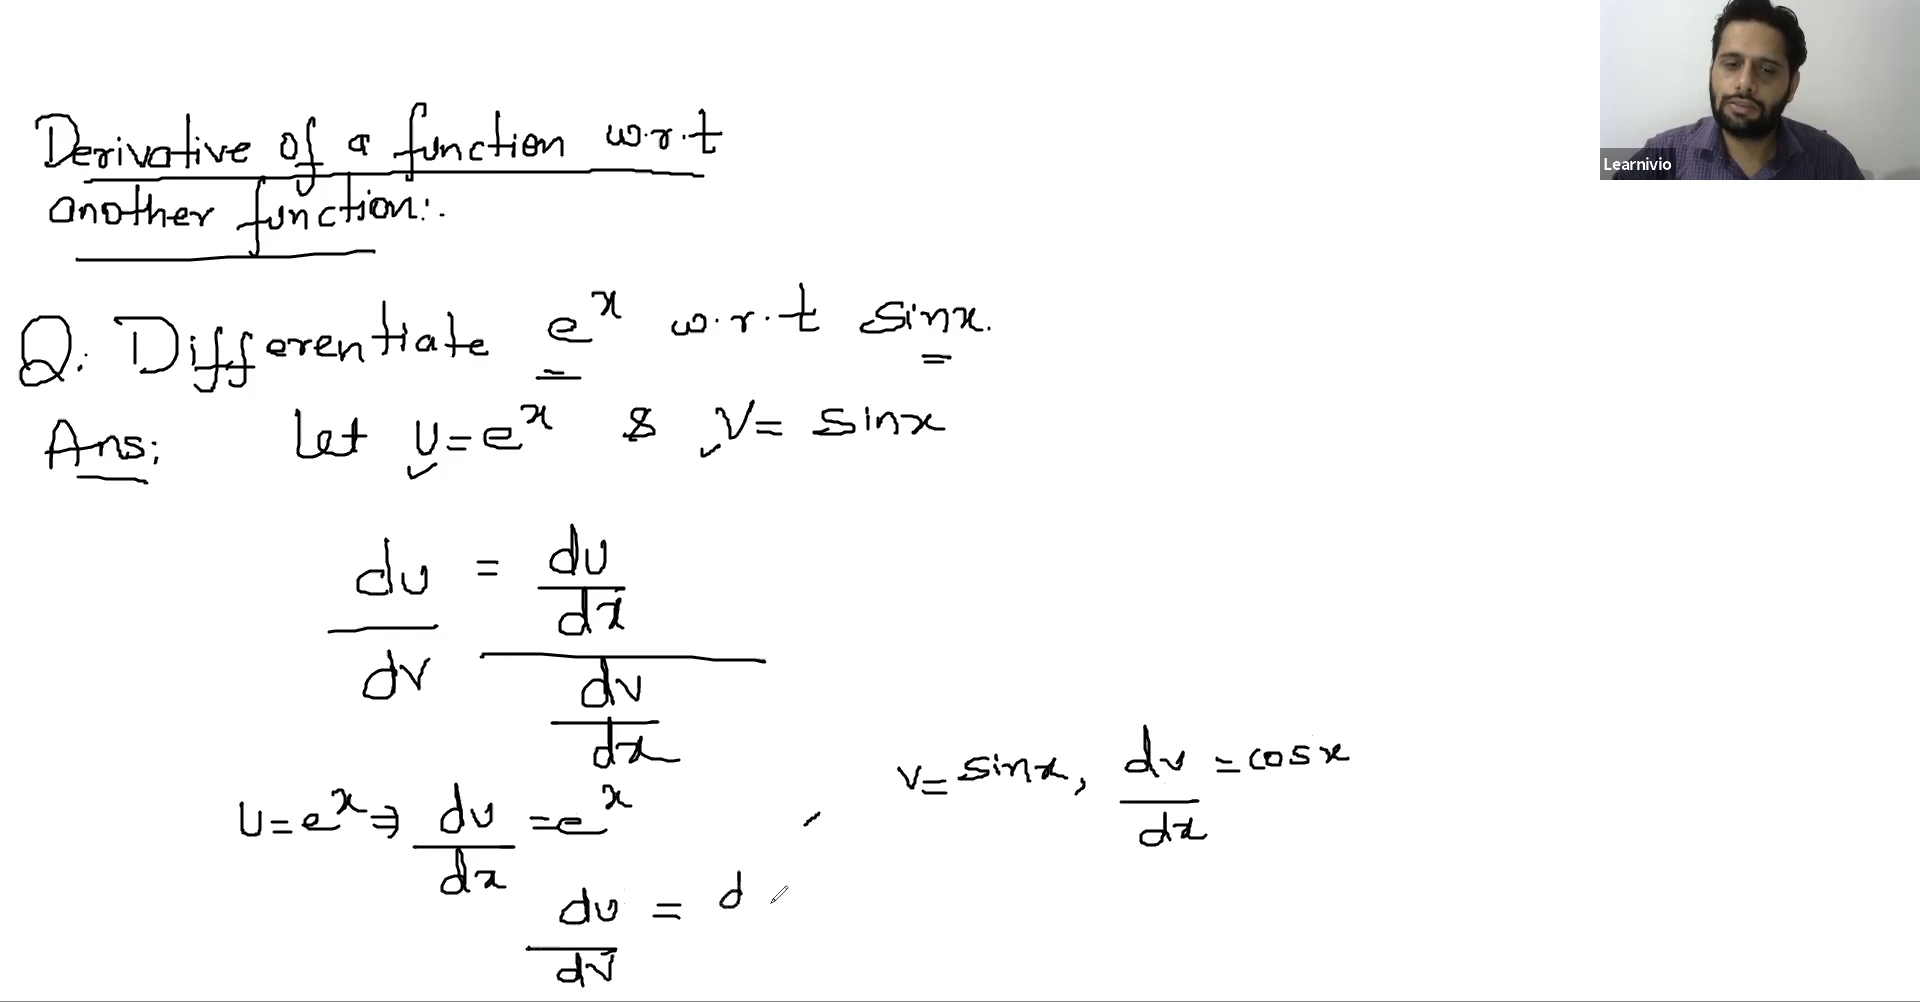 Derivative of a function w.r.t
another function:.
Q. Differentiate e^x w.r.t sinx.
Ans: Let u=e^x & v= sinx
du/dv = (du/dx)/(dv/dx)
u=e^x ⇒ du/dx =e^x , v= sinx, dv/dx =cosx
du/dv = d
Learnivio